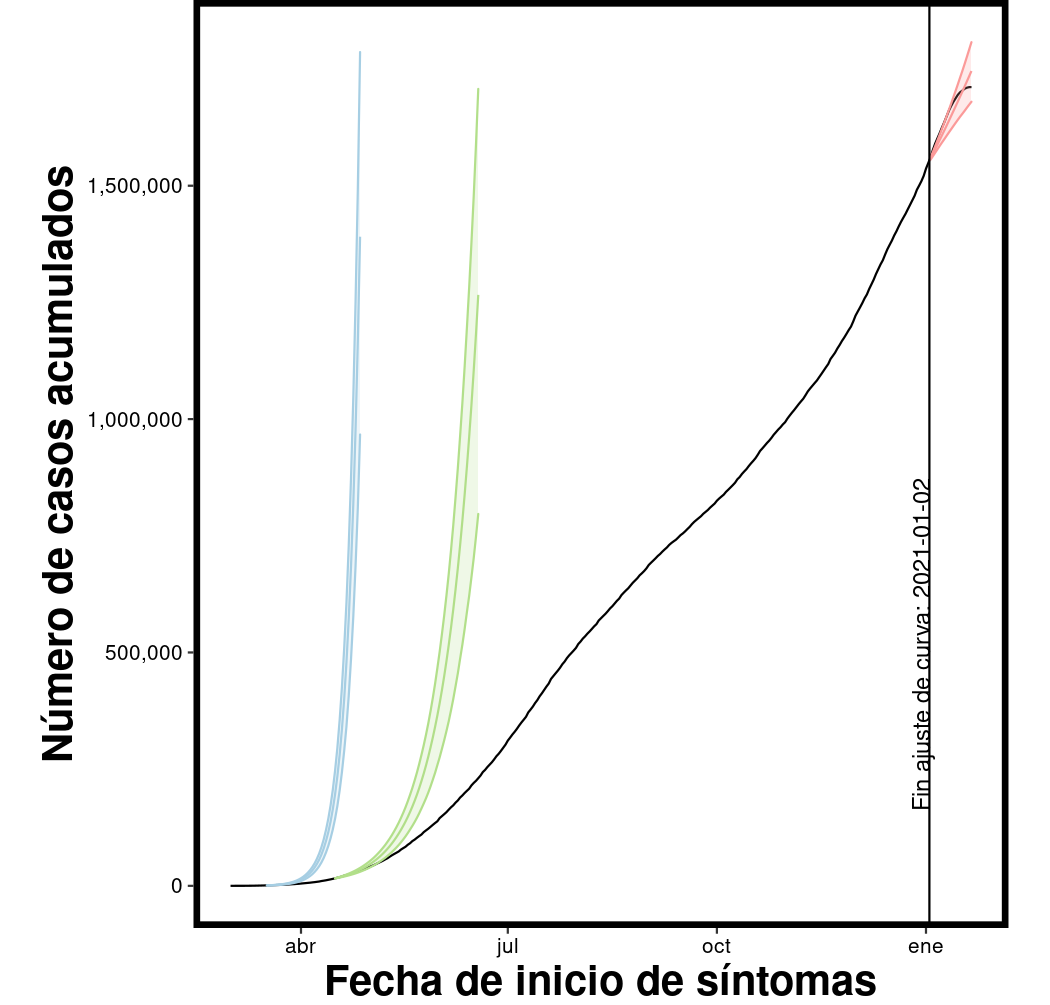 Número de casos acumulados
1,500,000
1,000,000
500,000
0
Fin ajuste de curva: 2021-01-02
abr
jul
oct
ene
Fecha de inicio de síntomas